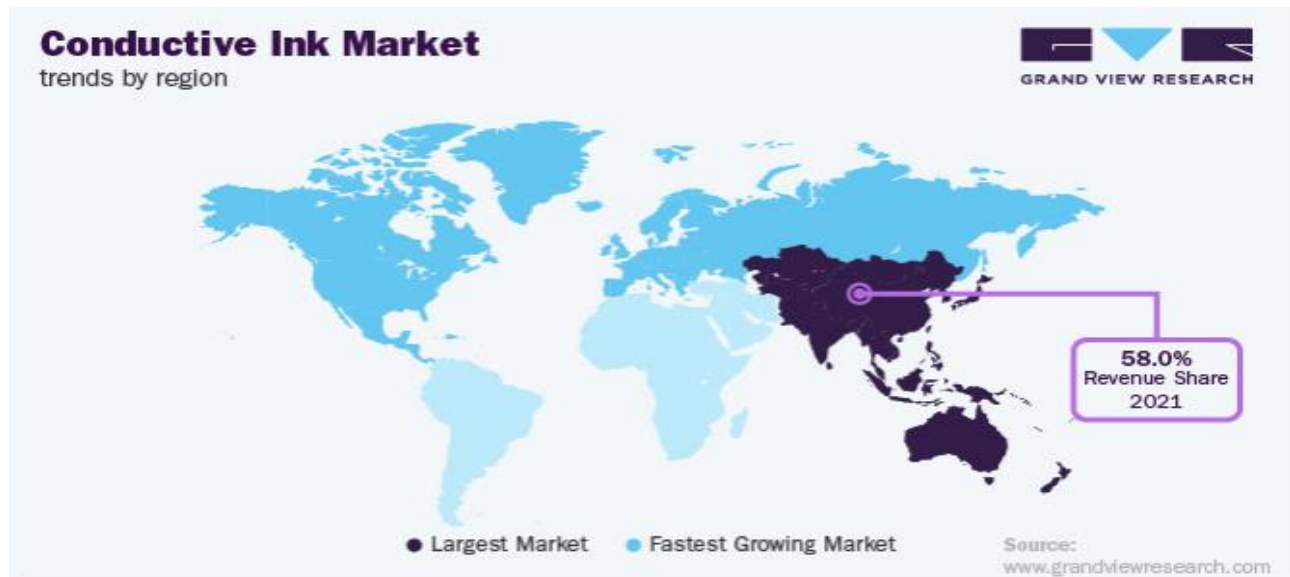 Conductive Ink Market
trends by region
GRAND VIEW RESEARCH
58.0%
Revenue Share
2021
Largest Market
Fastest Growing Market
Source:
www.grandviewresearch.com